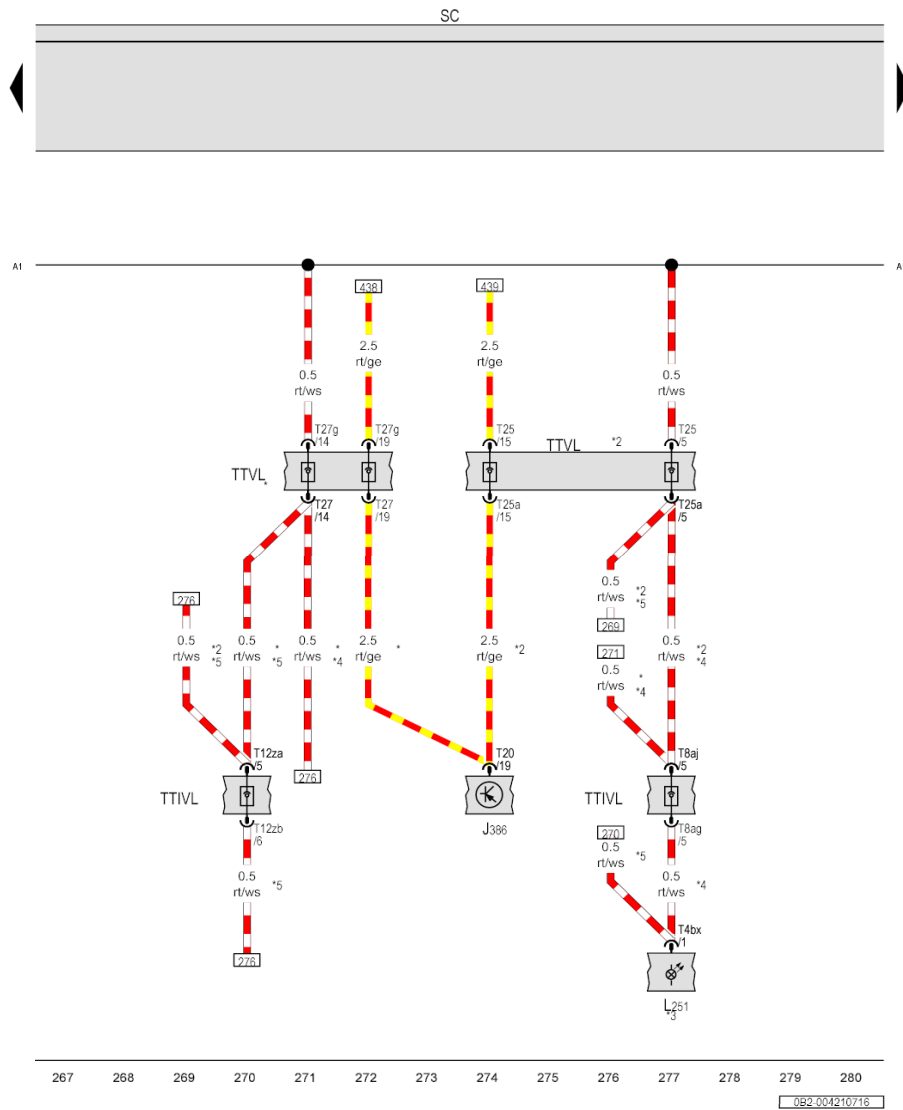 SC
A1
A
438
439
2.5
rt/ge
2.5
rt/ge
0.5
rt/ws
0.5
rt/ws
T27g
/14
T27g
/19
T25
/15
TTVL *2
T25
/5
TTVL
*
T27
/14
T27
/19
T25a
/15
T25a
/5
0.5
rt/ws
*2
*5
269
276
0.5
rt/ws
*2
*5
0.5
rt/ws
*
*5
0.5
rt/ws
*
*4
2.5
rt/ge
*
2.5
rt/ge
*2
271
0.5
rt/ws
*
*4
0.5
rt/ws
*2
*4
T12za
/5
276
T20
/19
T8aj
/5
TTIVL
TTIVL
J386
T12zb
/6
270
0.5
rt/ws
*5
T8ag
/5
0.5
rt/ws
*5
0.5
rt/ws
*4
276
T4bx
/1
L251
*3
267 268 269 270 271 272 273 274 275 276 277 278 279 280
0B2-004210716